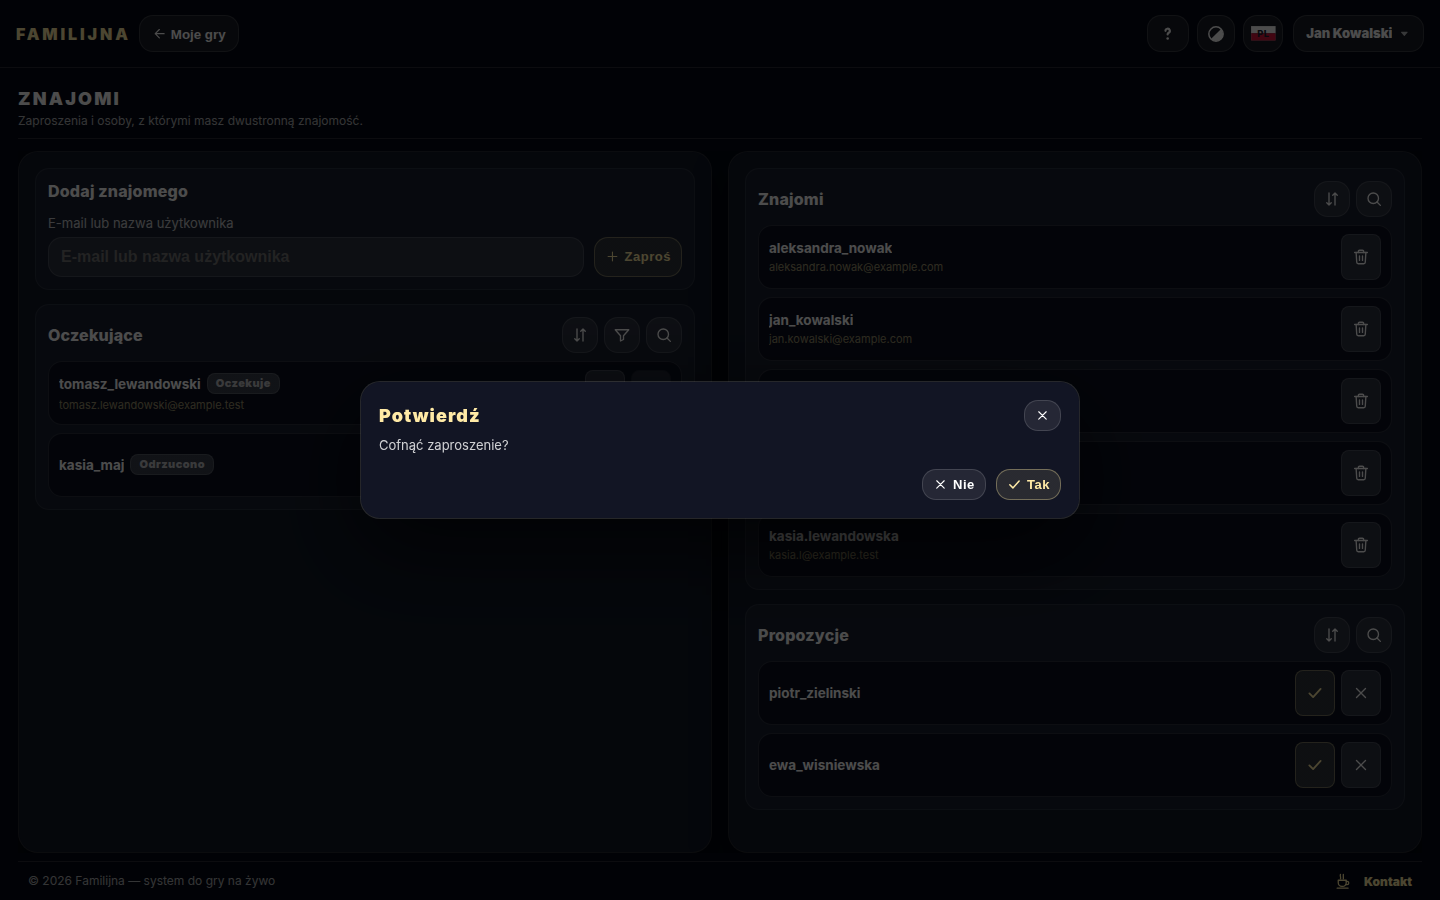 FAMILIJNA
Moje gry
?
PL
Jan Kowalski
ZNAJOMI
Zaproszenia i osoby, z którymi masz dwustronną znajomość.
Dodaj znajomego
E-mail lub nazwa użytkownika
E-mail lub nazwa użytkownika
Zaproś
Oczekujące
tomasz_lewandowski Oczekuje
tomasz.lewandowski@example.test
kasia_maj Odrzucono
Znajomi
aleksandra_nowak
aleksandra.nowak@example.com
jan_kowalski
jan.kowalski@example.com
kasia.lewandowska
kasia.l@example.test
Potwierdź
Cofnąć zaproszenie?
Nie
Tak
Propozycje
piotr_zielinski
ewa_wisniewska
© 2026 Familijna — system do gry na żywo
Kontakt